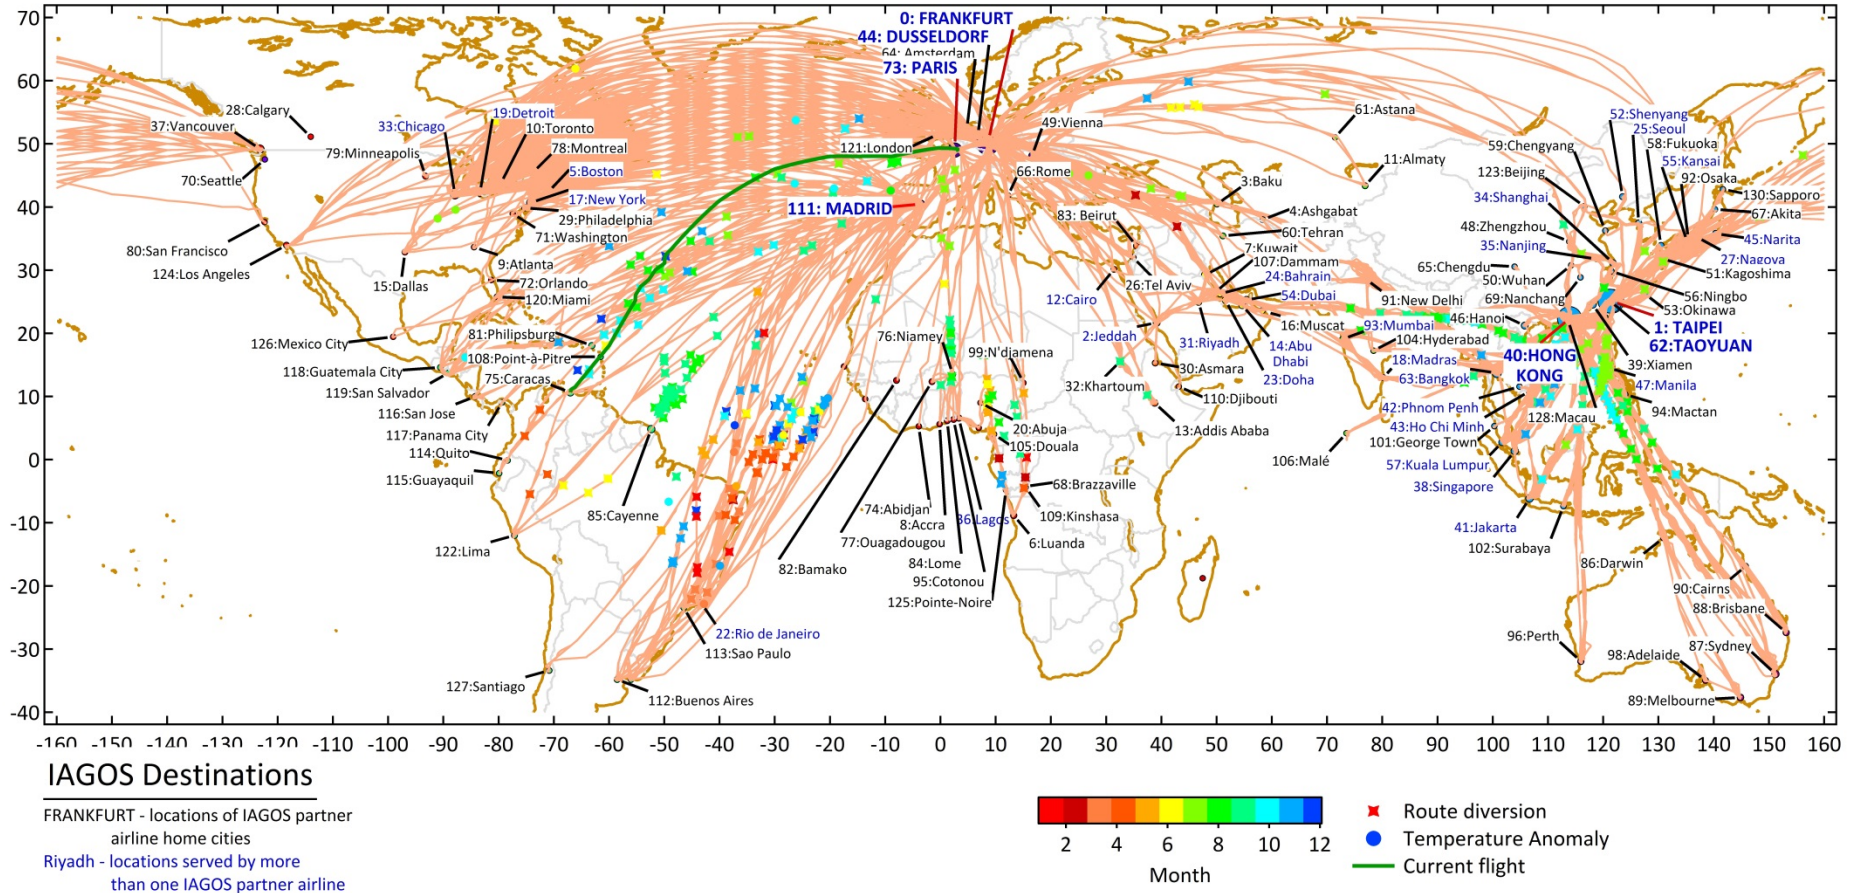 0: FRANKFURT
44: DUSSELDORF
64: Amsterdam
73: PARIS
70
60
50
40
30
20
10
0
-10
-20
-30
-40
28:Calgary
37:Vancouver
33:Chicago
19:Detroit
10:Toronto
79:Minneapolis
78:Montreal
70:Seattle
5:Boston
17:New York
29:Philadelphia
71:Washington
80:San Francisco
124:Los Angeles
9:Atlanta
15:Dallas
72:Orlando
120:Miami
126:Mexico City
81:Philipsburg
108:Point-à-Pitre
118:Guatemala City
75:Caracas
119:San Salvador
116:San Jose
117:Panama City
114:Quito
115:Guayaquil
85:Cayenne
122:Lima
22:Rio de Janeiro
113:Sao Paulo
127:Santiago
112:Buenos Aires
121:London
49:Vienna
66:Rome
111: MADRID
83: Beirut
61:Astana
11:Almaty
3:Baku
4:Ashgabat
60:Tehran
7:Kuwait
107:Dammam
26:Tel Aviv
24:Bahrain
12:Cairo
54:Dubai
16:Muscat
2:Jeddah
31:Riyadh
14:Abu
Dhabi
23:Doha
76:Niamey
99:N'djamena
32:Khartoum
30:Asmara
110:Djibouti
13:Addis Ababa
20:Abuja
105:Douala
68:Brazzaville
109:Kinshasa
6:Luanda
74:Abidjan
8:Accra
36:Lagos
77:Ouagadougou
82:Bamako
84:Lome
95:Cotonou
125:Pointe-Noire
52:Shenyang
25:Seoul
59:Chengyang
58:Fukuoka
123:Beijing
55:Kansai
92:Osaka
130:Sapporo
34:Shanghai
67:Akita
48:Zhengzhou
45:Narita
35:Nanjing
27:Nagoya
65:Chengdu
51:Kagoshima
50:Wuhan
91:New Delhi
69:Nanchang
56:Ningbo
53:Okinawa
46:Hanoi
93:Mumbai
1: TAIPEI
104:Hyderabad
62:TAOYUAN
18:Madras
40:HONG
KONG
39:Xiamen
63:Bangkok
47:Manila
42:Phnom Penh
94:Mactan
43:Ho Chi Minh
128:Macau
101:George Town
106:Malé
57:Kuala Lumpur
38:Singapore
41:Jakarta
102:Surabaya
86:Darwin
90:Cairns
88:Brisbane
96:Perth
98:Adelaide
87:Sydney
89:Melbourne
-160 -140 -130 -120 -110 -100 -90 -80 -70 -60 -50 -40 -30 -20 -10 0 10 20 30 40 50 60 70 80 90 100 110 120 130 140 150 160
IAGOS Destinations
FRANKFURT - locations of IAGOS partner
airline home cities
Riyadh - locations served by more
than one IAGOS partner airline
2 4 6 8 10 12
Month
Route diversion
Temperature Anomaly
Current flight